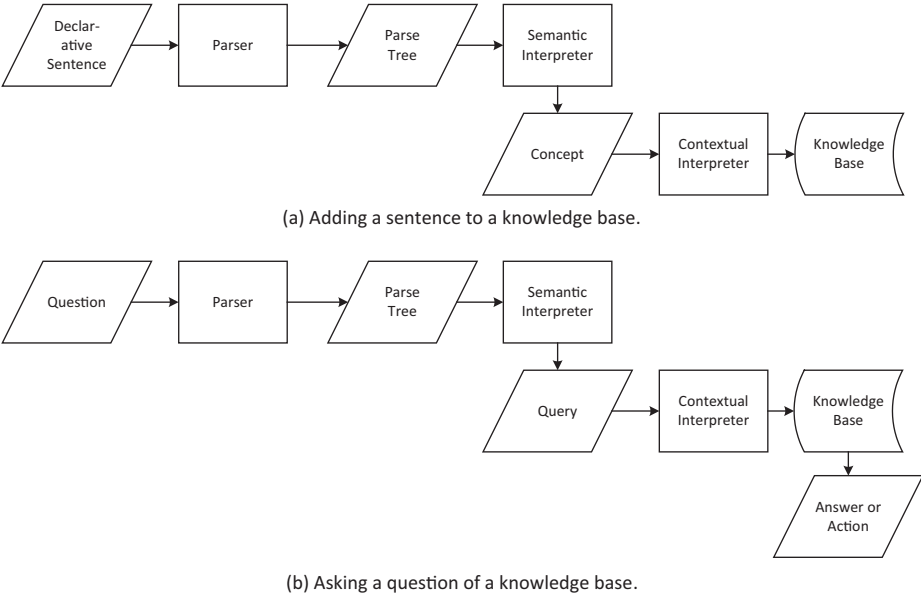 Declar-
ative
Sentence
Parser
Parse
Tree
Semantic
Interpreter
Concept
Contextual
Interpreter
Knowledge
Base
(a) Adding a sentence to a knowledge base.
Question
Parser
Parse
Tree
Semantic
Interpreter
Query
Contextual
Interpreter
Knowledge
Base
Answer or
Action
(b) Asking a question of a knowledge base.